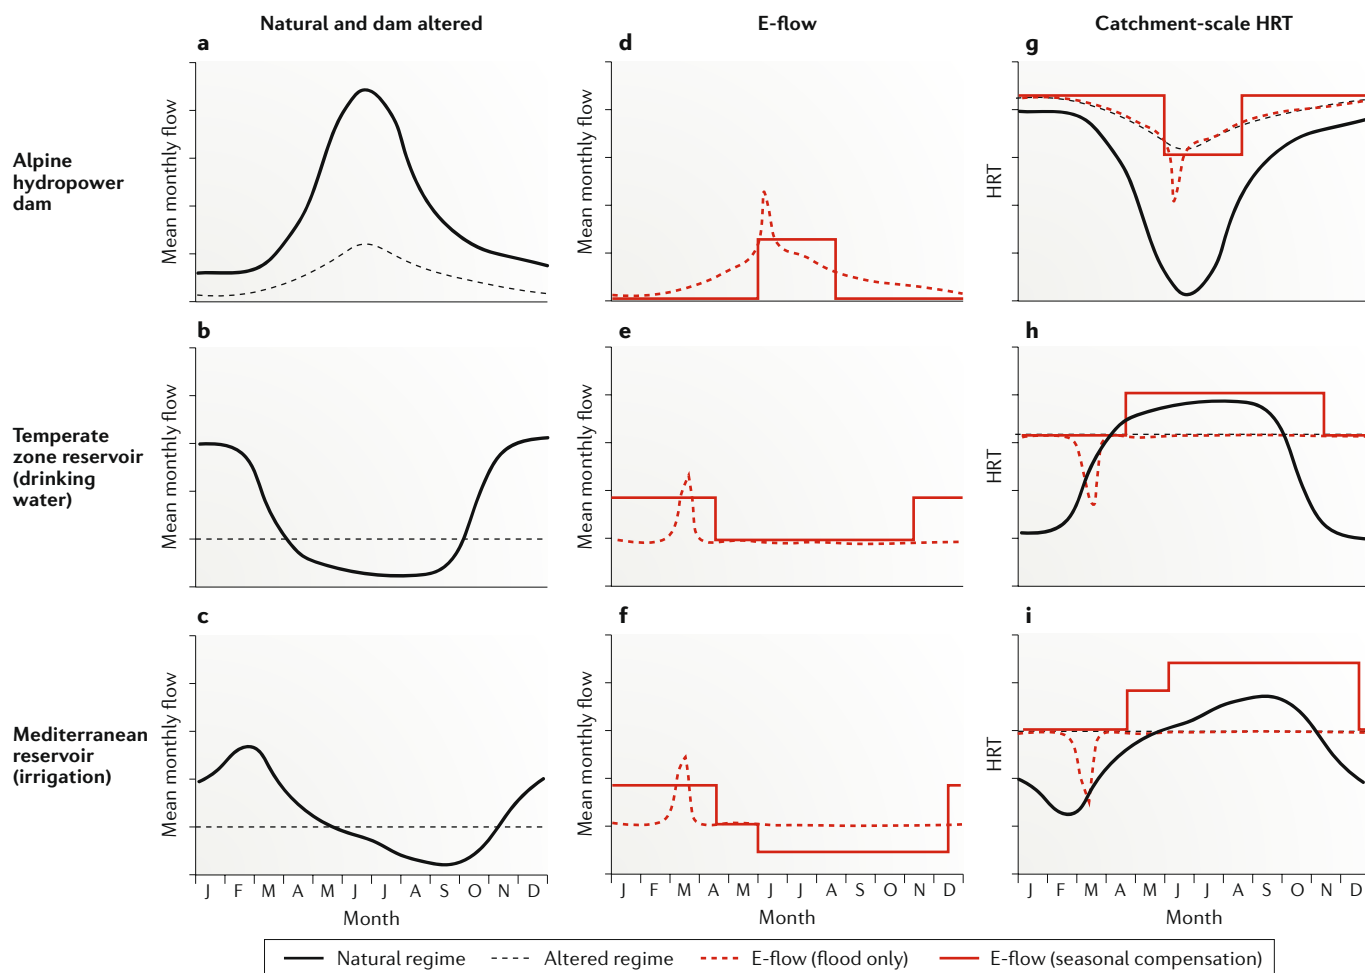 Natural and dam altered
E-flow
Catchment-scale HRT
a
d
g
Alpine
hydropower
dam
Mean monthly flow
Mean monthly flow
HRT
b
e
h
Temperate
zone reservoir
(drinking
water)
Mean monthly flow
Mean monthly flow
HRT
c
f
i
Mediterranean
reservoir
(irrigation)
Mean monthly flow
Mean monthly flow
HRT
J F M A M J J A S O N D
J F M A M J J A S O N D
J F M A M J J A S O N D
Month
Month
Month
Natural regime
Altered regime
E-flow (flood only)
E-flow (seasonal compensation)